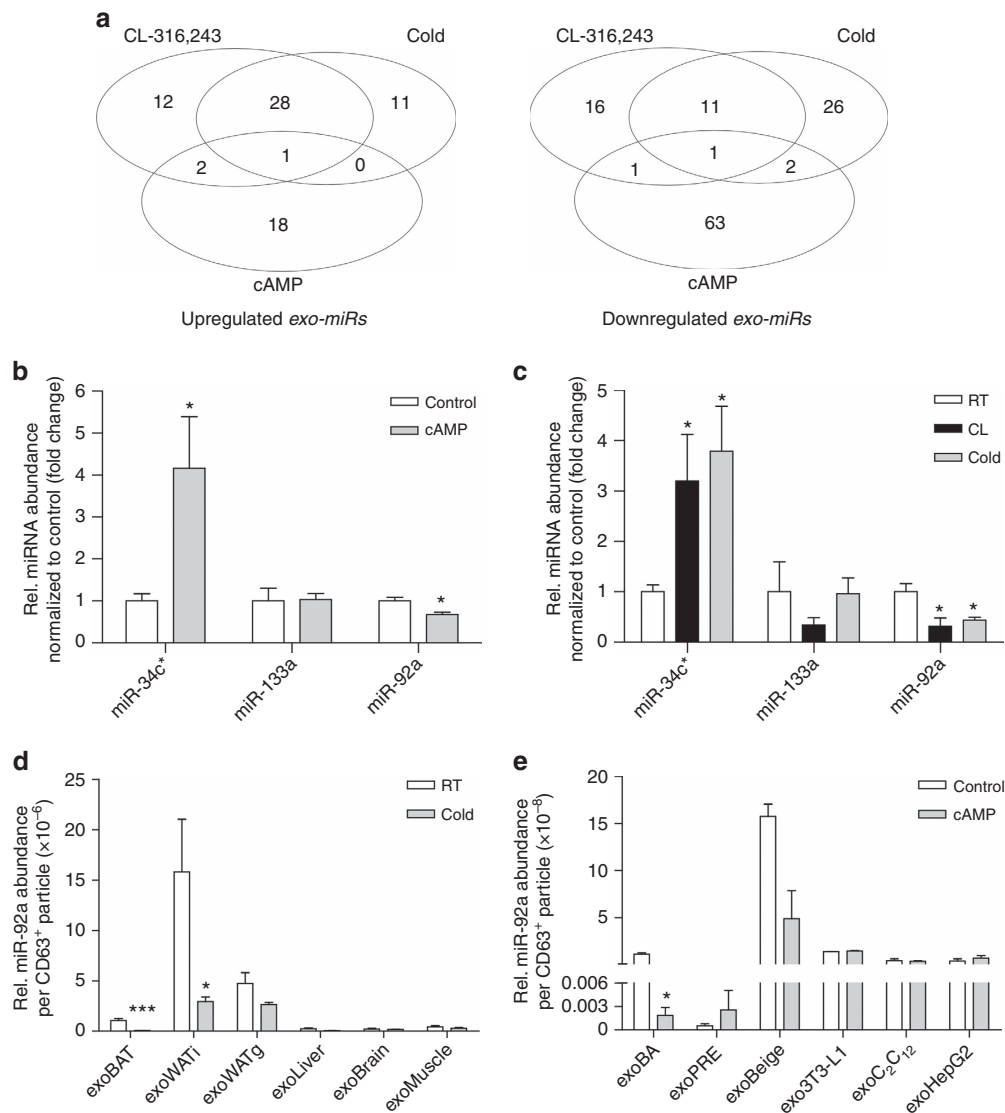 a
CL-316,243
Cold
12
28
11
2
1
0
18
cAMP
Upregulated exo-miRs
CL-316,243
Cold
16
11
26
1
1
2
63
cAMP
Downregulated exo-miRs
b
Rel. miRNA abundance
normalized to control (fold change)
6
5
4
3
2
1
0
*
*
Control
cAMP
miR-34c*
miR-133a
miR-92a
c
Rel. miRNA abundance
normalized to control (fold change)
5
4
3
2
1
0
*
*
*
*
RT
CL
Cold
miR-34c*
miR-133a
miR-92a
d
Rel. miR-92a abundance
per CD63⁺ particle (×10⁻⁶)
25
20
15
10
5
0
***
*
RT
Cold
exoBAT
exoWATi
exoWATg
exoLiver
exoBrain
exoMuscle
e
Rel. miR-92a abundance
per CD63⁺ particle (×10⁻⁸)
20
15
10
5
0.006
0.003
0
*
Control
cAMP
exoBA
exoPRE
exoBeige
exo3T3-L1
exoC₂C₁₂
exoHepG2